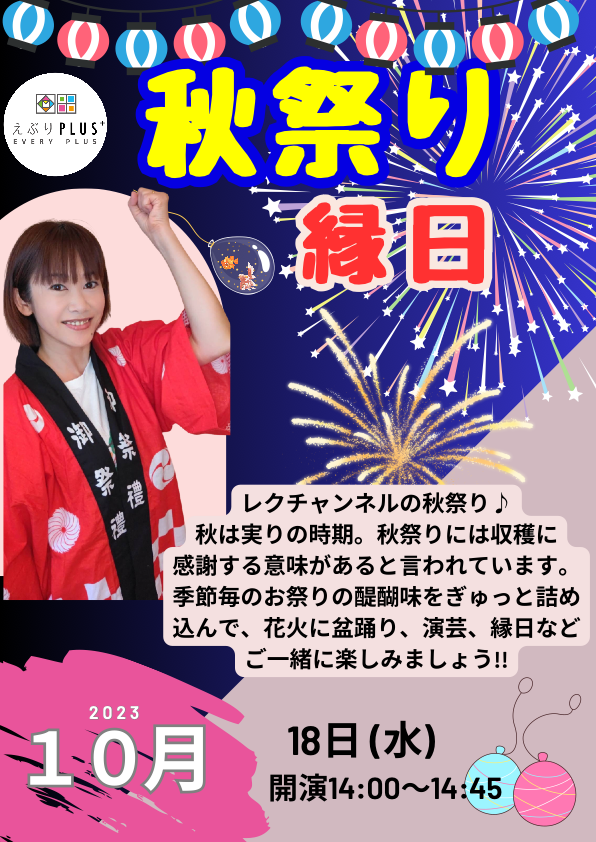 えぶりPLUS+
EVERY PLUS
秋祭り
縁日
御祭禮
御祭禮
レクチャンネルの秋祭り♪
秋は実りの時期。秋祭りには収穫に
感謝する意味があると言われています。
季節毎のお祭りの醍醐味をぎゅっと詰め
込んで、花火に盆踊り、演芸、縁日など
ご一緒に楽しみましょう!!
2023
10月
18日(水)
開演14:00〜14:45